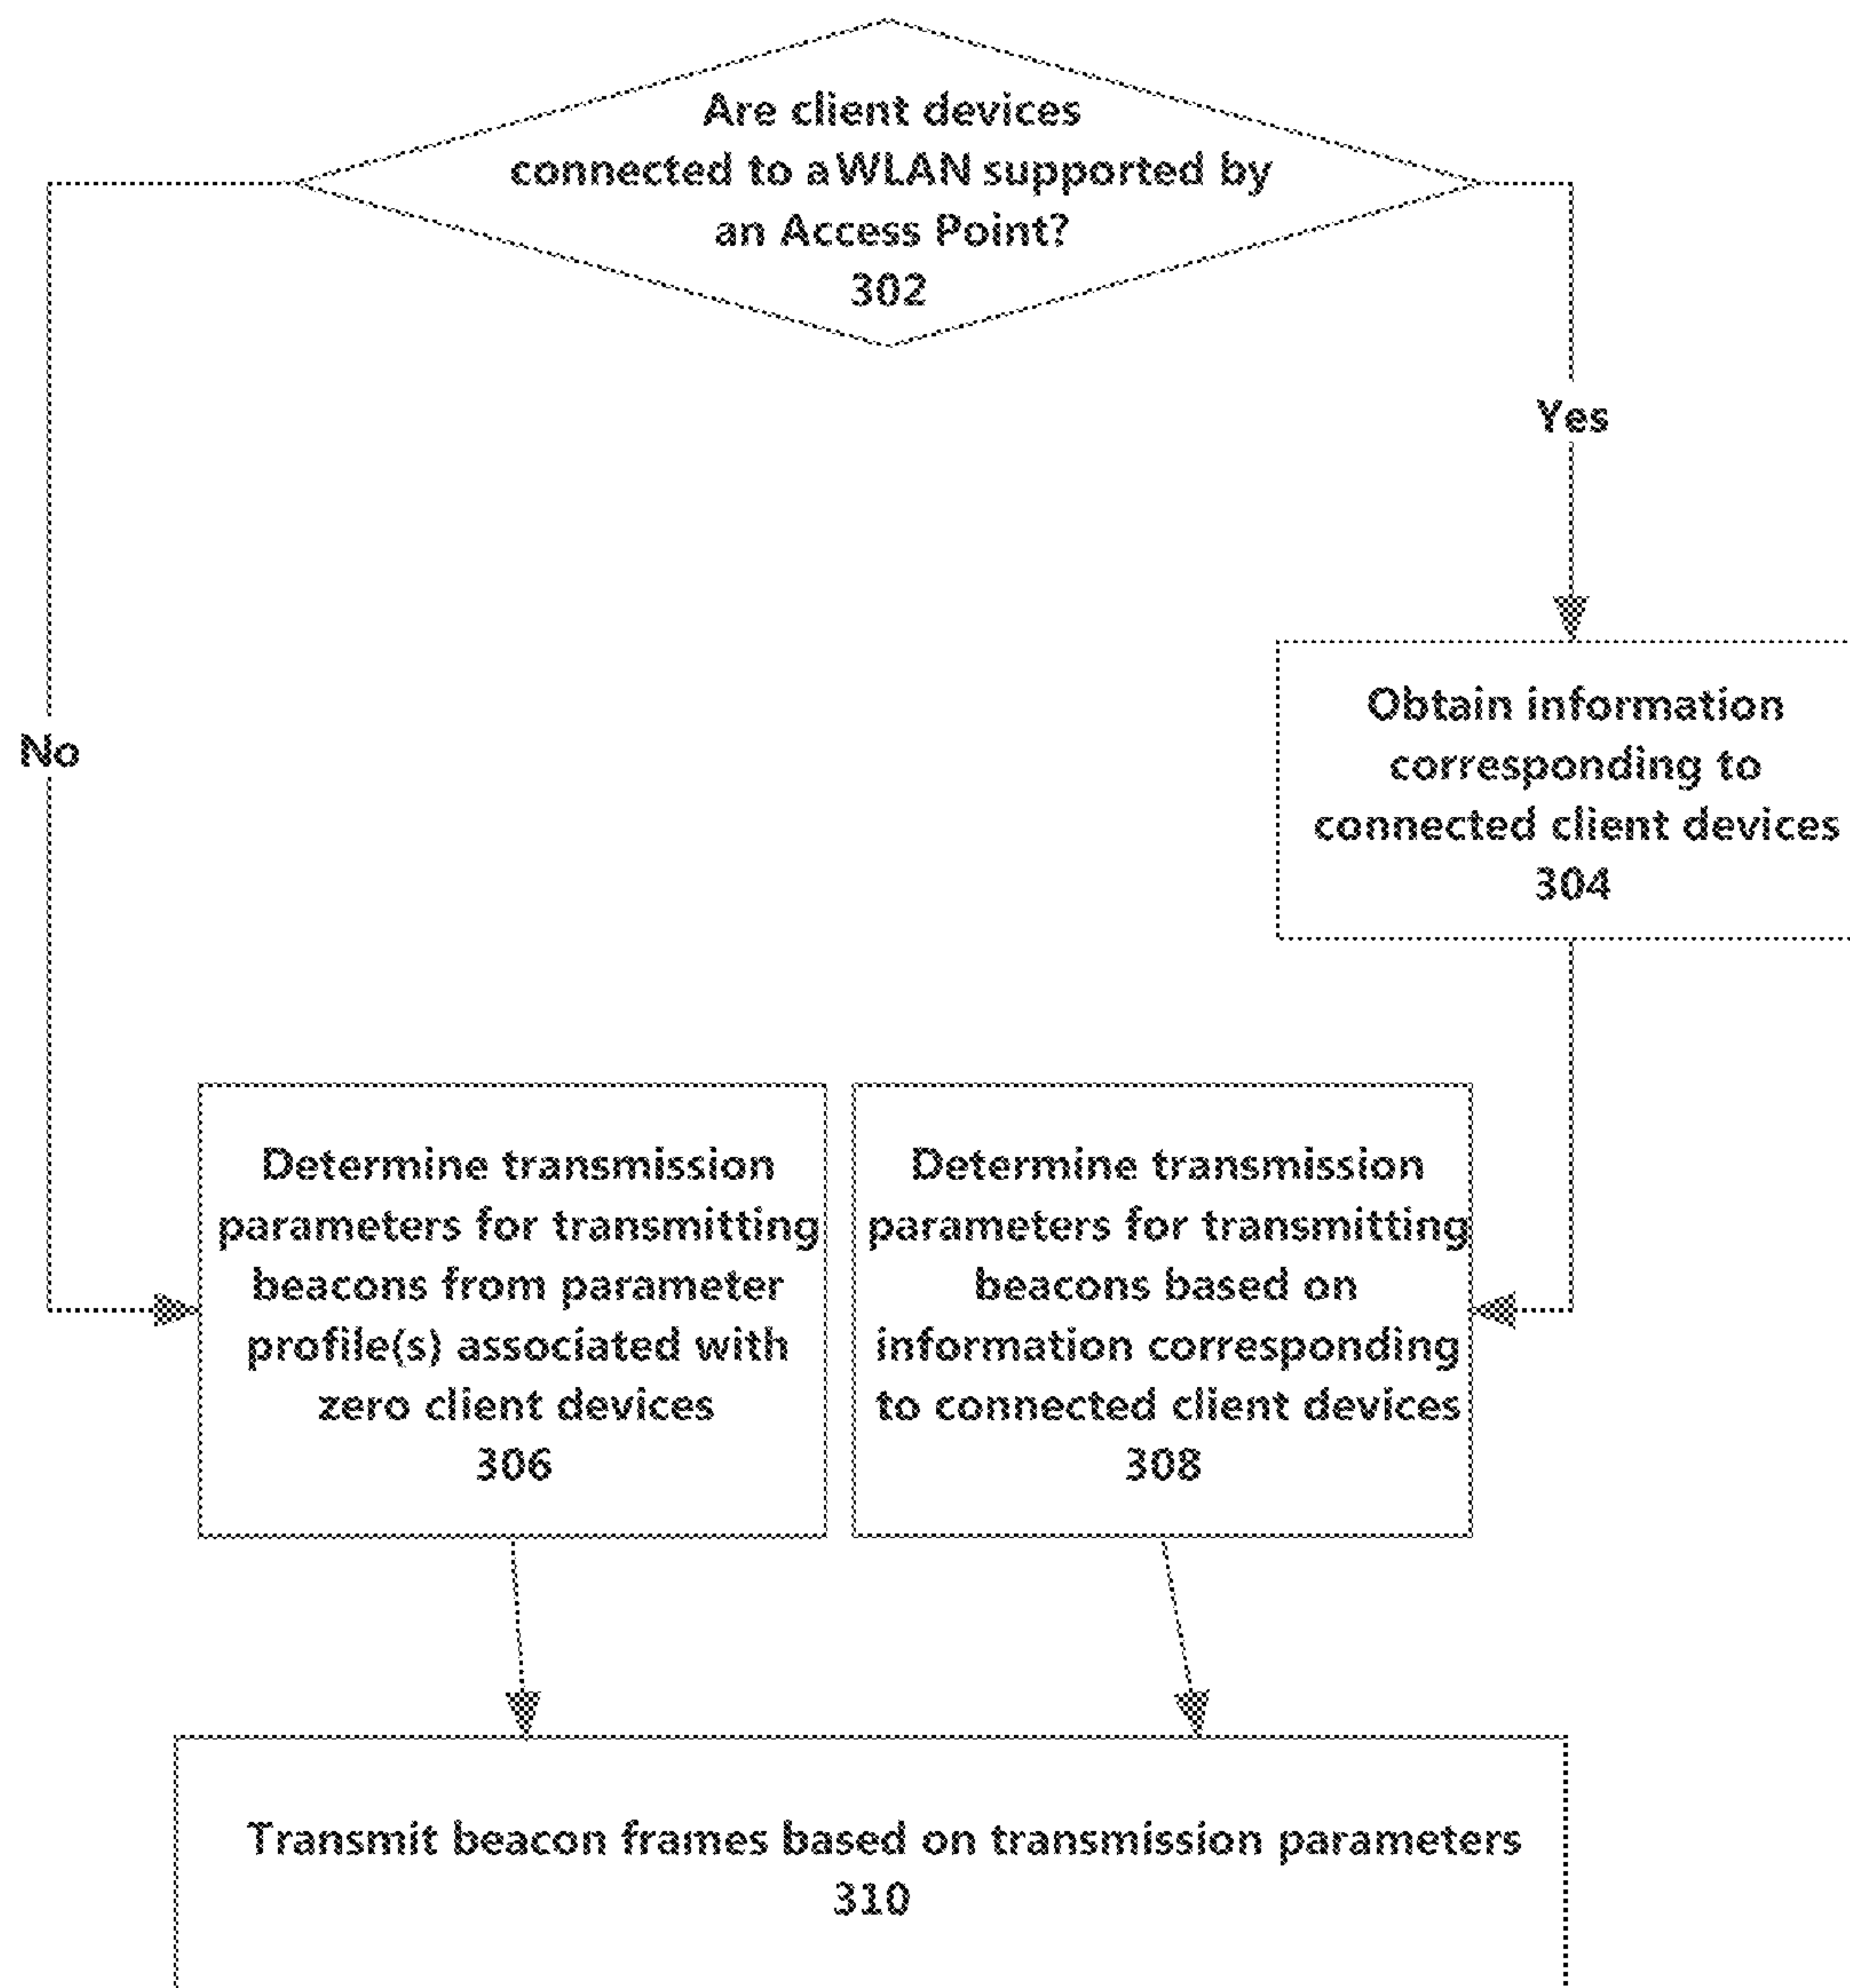 Are client devices
connected to a WLAN supported by
an Access Point?
302
Yes
No
Obtain information
corresponding to
connected client devices
304
Determine transmission
parameters for transmitting
beacons from parameter
profile(s) associated with
zero client devices
306
Determine transmission
parameters for transmitting
beacons based on
information corresponding
to connected client devices
308
Transmit beacon frames based on transmission parameters
310